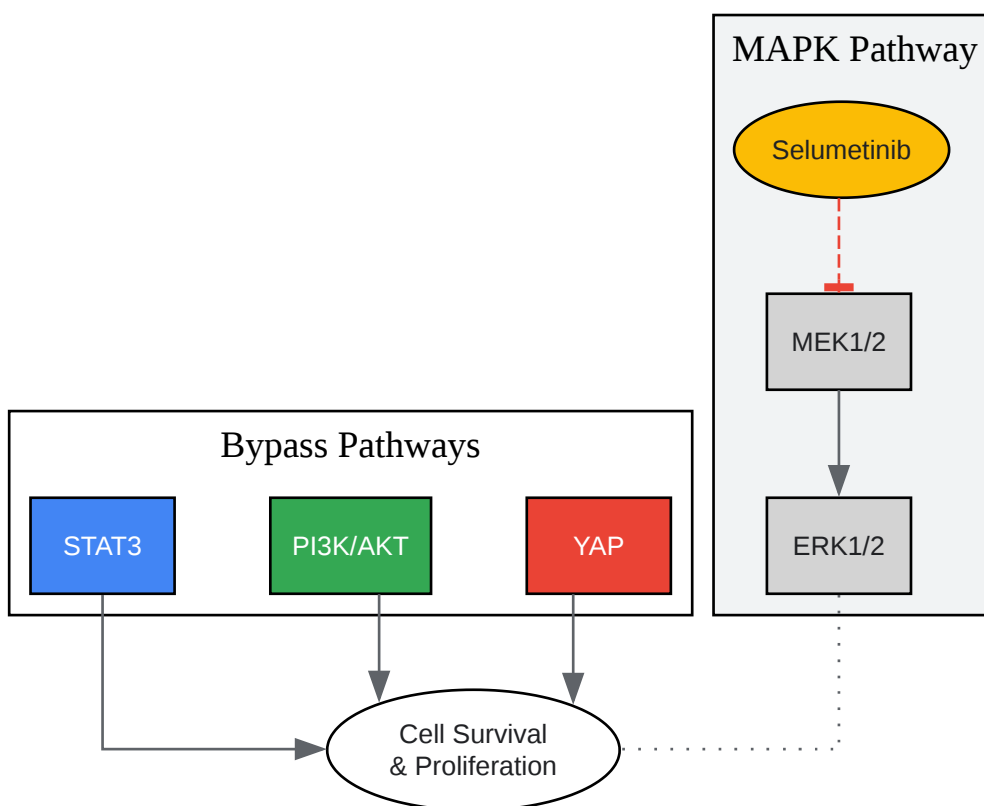 MAPK Pathway
Selumetinib
MEK1/2
Bypass Pathways
STAT3
PI3K/AKT
YAP
ERK1/2
Cell Survival
& Proliferation